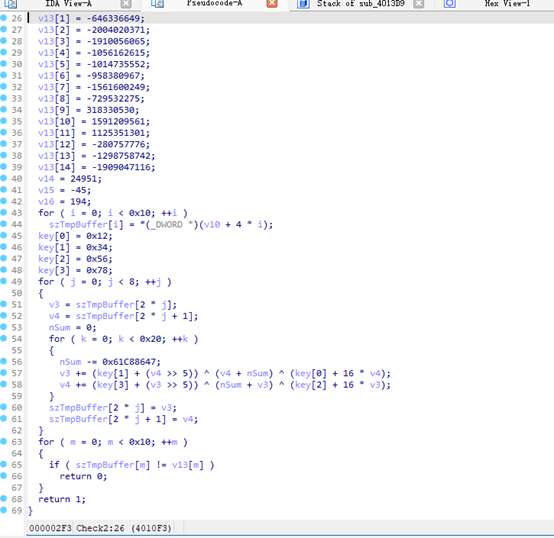 IDA View-A Pseudocode-A Stack of sub_4013D9 Hex View-1
26 v13[1] = -646336649;
27 v13[2] = -2004020371;
28 v13[3] = -1910056065;
29 v13[4] = -1056162615;
30 v13[5] = -1014735552;
31 v13[6] = -958380967;
32 v13[7] = -1561600249;
33 v13[8] = -729532275;
34 v13[9] = 318330530;
35 v13[10] = 1591209561;
36 v13[11] = 1125351301;
37 v13[12] = -280757776;
38 v13[13] = -1298758742;
39 v13[14] = -1909047116;
40 v14 = 24951;
41 v15 = -45;
42 v16 = 194;
43 for ( i = 0; i < 0x10; ++i )
44 szTmpBuffer[i] = *(_DWORD *)(v10 + 4 * i);
45 key[0] = 0x12;
46 key[1] = 0x34;
47 key[2] = 0x56;
48 key[3] = 0x78;
49 for ( j = 0; j < 8; ++j )
50 {
51 v3 = szTmpBuffer[2 * j];
52 v4 = szTmpBuffer[2 * j + 1];
53 nSum = 0;
54 for ( k = 0; k < 0x20; ++k )
55 {
56 nSum -= 0x61C88647;
57 v3 += (key[1] + (v4 >> 5)) ^ (v4 + nSum) ^ (key[0] + 16 * v4);
58 v4 += (key[3] + (v3 >> 5)) ^ (nSum + v3) ^ (key[2] + 16 * v3);
59 }
60 szTmpBuffer[2 * j] = v3;
61 szTmpBuffer[2 * j + 1] = v4;
62 }
63 for ( m = 0; m < 0x10; ++m )
64 {
65 if ( szTmpBuffer[m] != v13[m] )
66 return 0;
67 }
68 return 1;
69 }
000002F3 Check2:26 (4010F3)